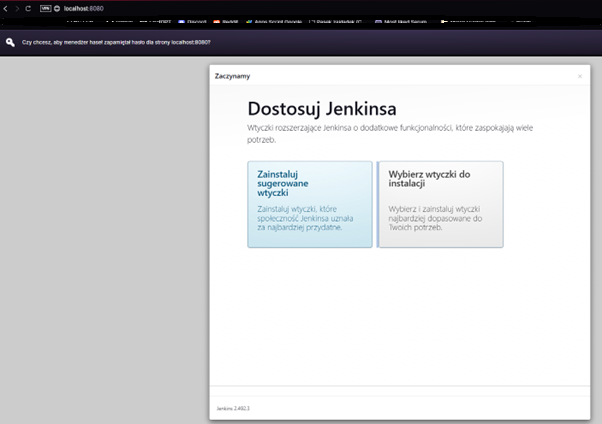 VPN localhost:8080
Discord Reddit Apps Script Google
Czy chcesz, aby menedżer haseł zapamiętał hasło dla strony localhost:8080?
Zaczynamy ×
Dostosuj Jenkinsa
Wtyczki rozszerzające Jenkinsa o dodatkowe funkcjonalności, które zaspokajają wiele
potrzeb.
Zainstaluj
sugerowane
wtyczki
Zainstaluj wtyczki, które
społeczność Jenkinsa uznała
za najbardziej przydatne.
Wybierz wtyczki do
instalacji
Wybierz i zainstaluj wtyczki
najbardziej dopasowane do
Twoich potrzeb.
Jenkins 2.492.3